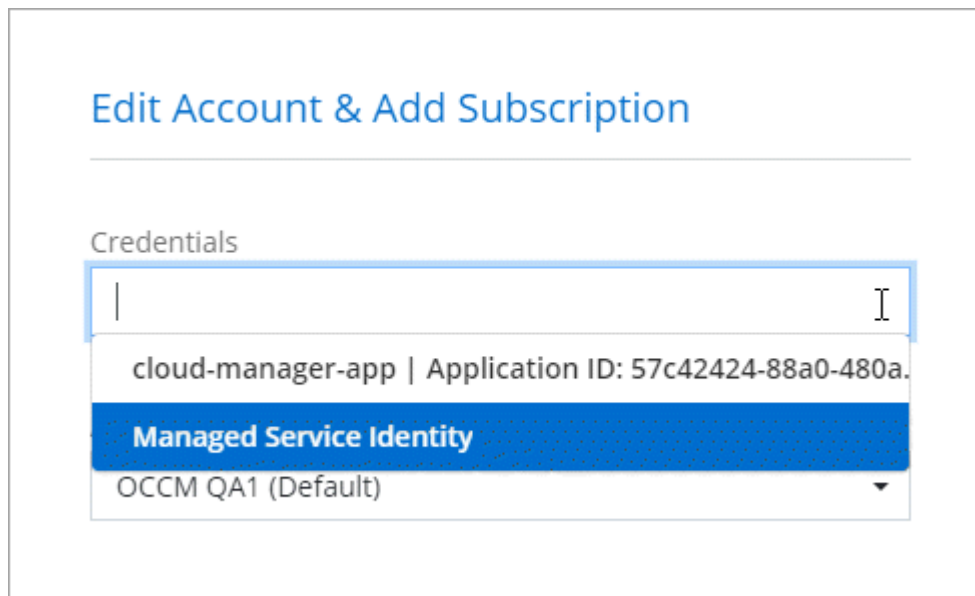 Edit Account & Add Subscription
Credentials
cloud-manager-app | Application ID: 57c42424-88a0-480a.
Managed Service Identity
OCCM QA1 (Default)